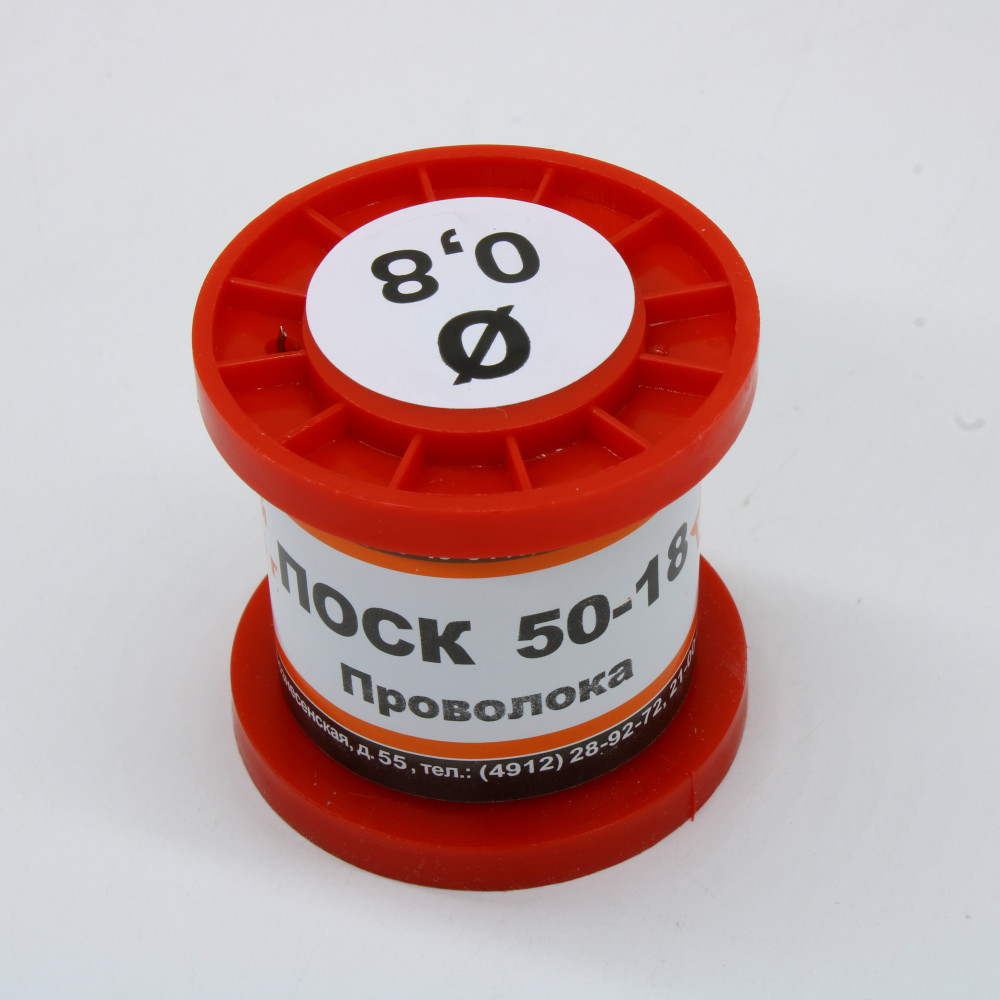 Ø
0,8
ПОСК 50-18
Проволока
д. 55, тел.: (4912) 28-92-72,